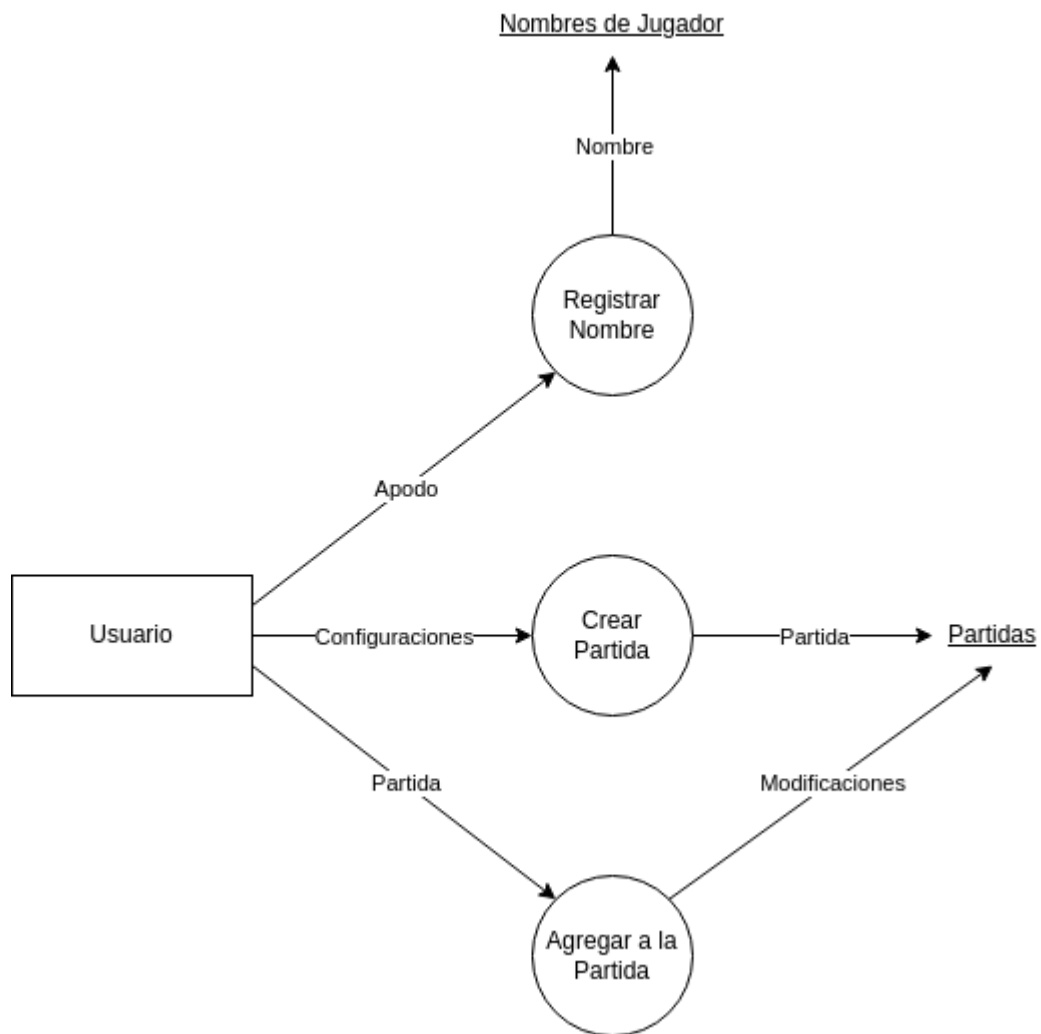 Nombres de Jugador
Nombre
Registrar
Nombre
Apodo
Usuario
Configuraciones
Crear
Partida
Partida
Partidas
Partida
Modificaciones
Agregar a la
Partida